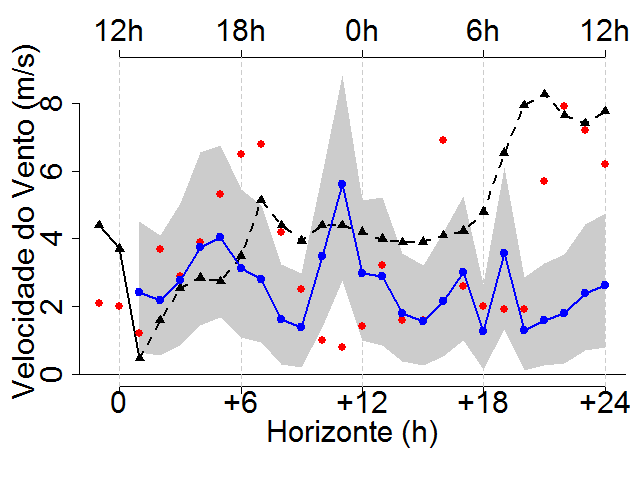 12h 18h 0h 6h 12h
Velocidade do Vento (m/s)
8
6
4
2
0
0 +6 +12 +18 +24
Horizonte (h)